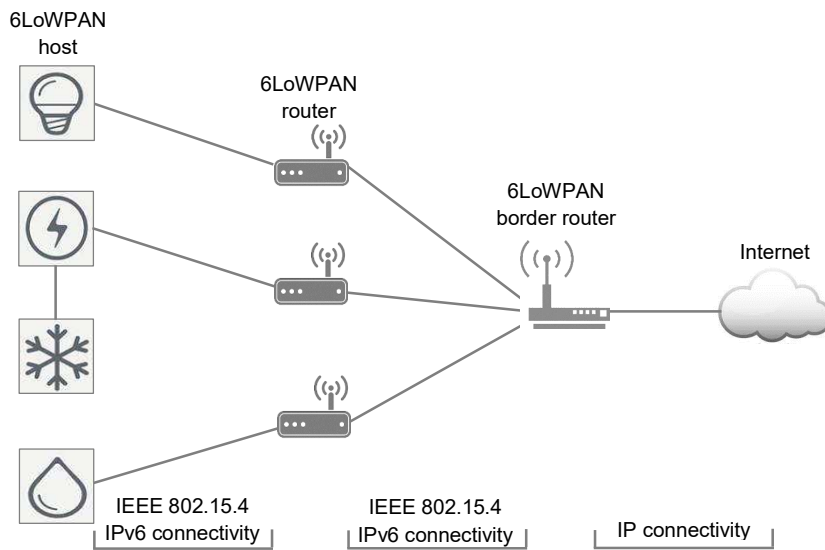 6LoWPAN
host
6LoWPAN
router
6LoWPAN
border router
Internet
IEEE 802.15.4
IPv6 connectivity
IEEE 802.15.4
IPv6 connectivity
IP connectivity